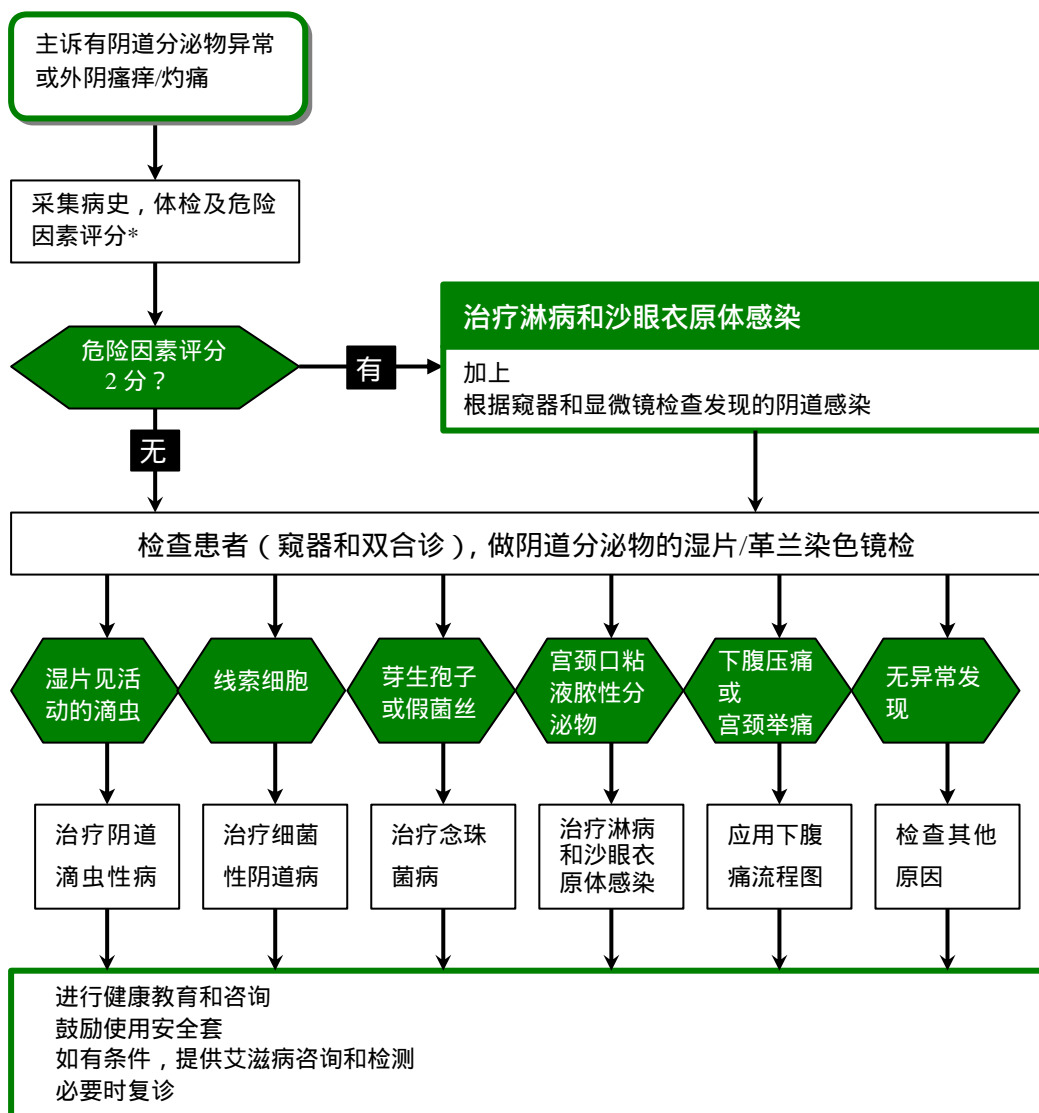 主诉有阴道分泌物异常
或外阴瘙痒/灼痛
采集病史，体检及危险
因素评分*
危险因素评分
2 分？
有
治疗淋病和沙眼衣原体感染
加上
根据窥器和显微镜检查发现的阴道感染
无
检查患者（窥器和双合诊），做阴道分泌物的湿片/革兰染色镜检
湿片见活
动的滴虫
线索细胞
芽生孢子
或假菌丝
宫颈口粘
液脓性分
泌物
下腹压痛
或
宫颈举痛
无异常发
现
治疗阴道
滴虫性病
治疗细菌
性阴道病
治疗念珠
菌病
治疗淋病
和沙眼衣
原体感染
应用下腹
痛流程图
检查其他
原因
进行健康教育和咨询
鼓励使用安全套
如有条件，提供艾滋病咨询和检测
必要时复诊